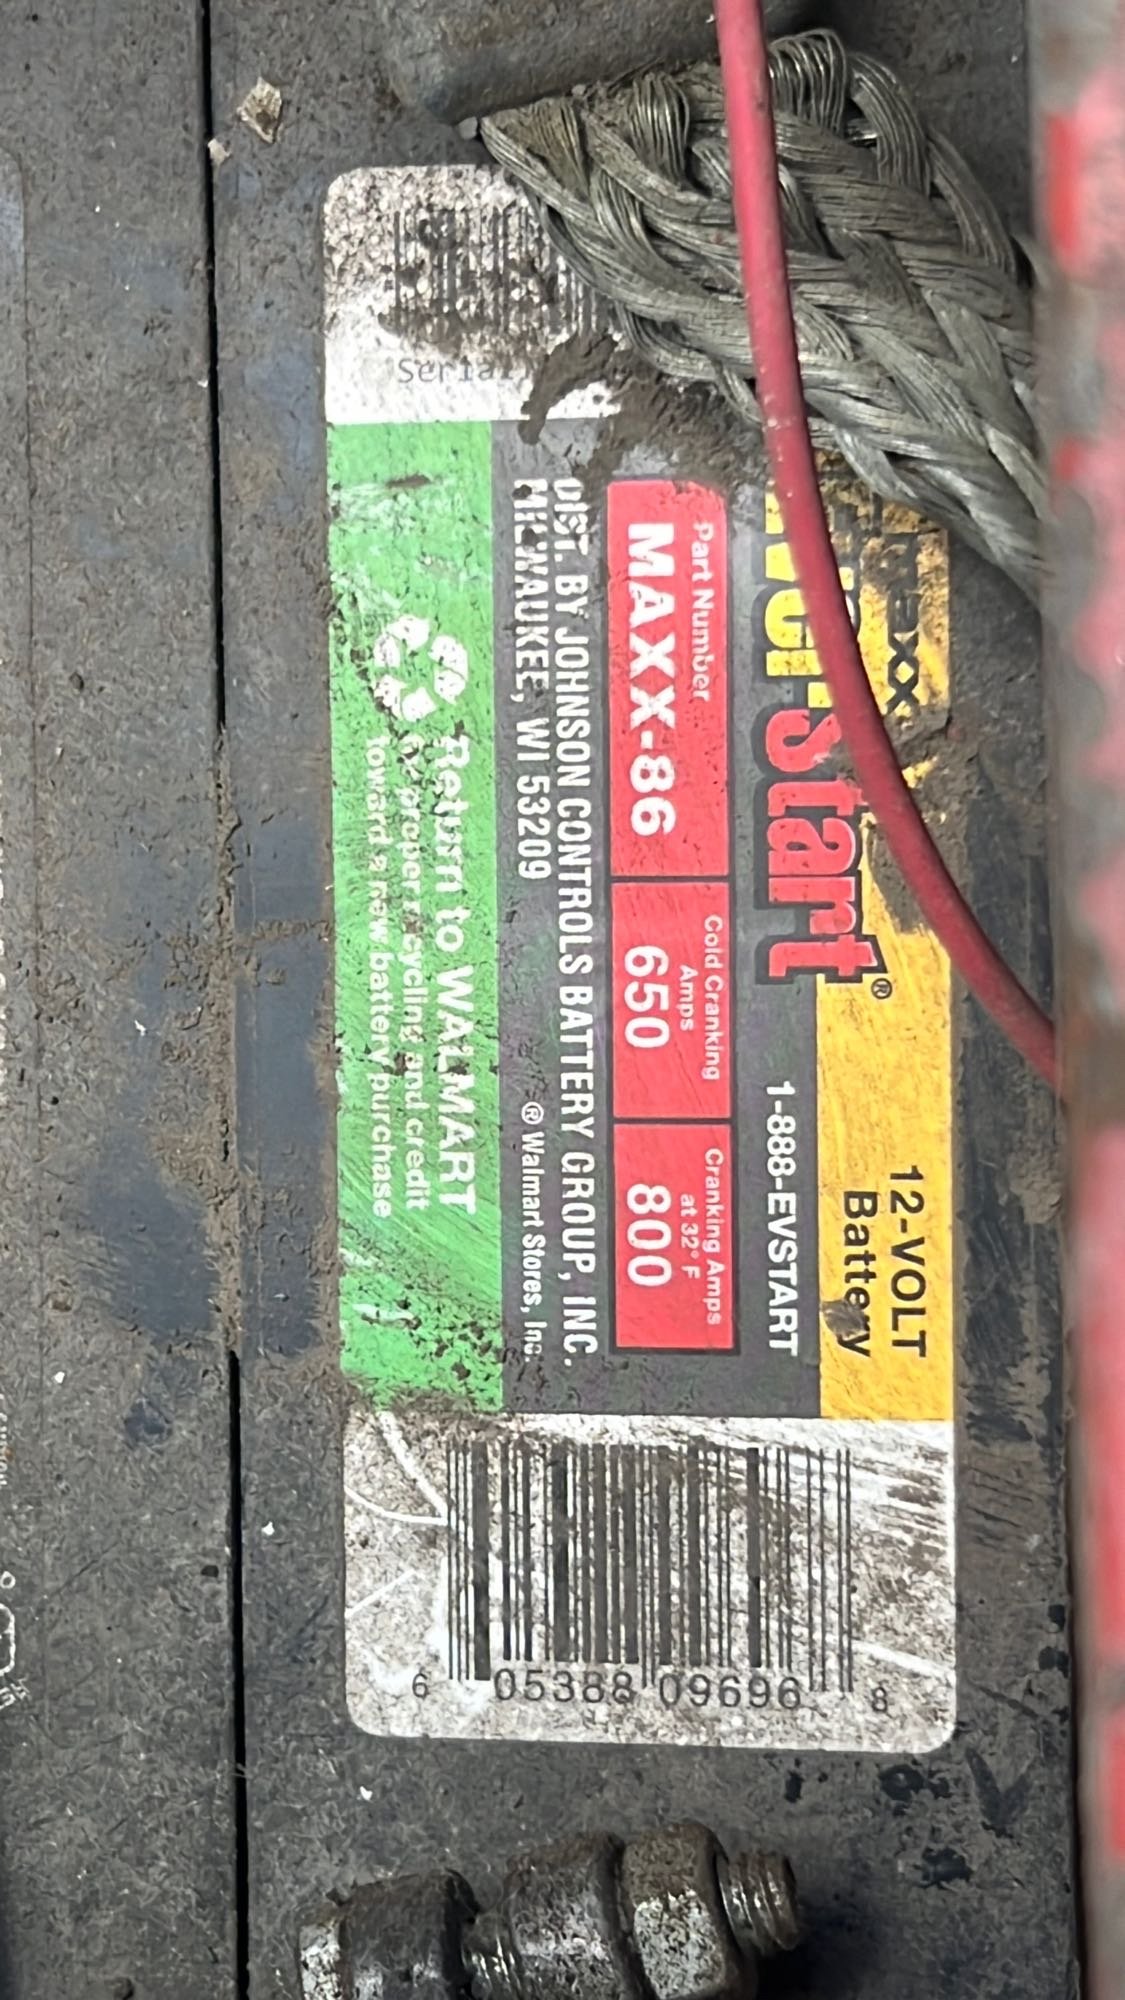 Serial
maxx
EverStart®
12-VOLT
Battery
1-888-EVSTART
Part Number
MAXX-86
Cold Cranking
Amps
650
Cranking Amps
at 32° F
800
DIST. BY JOHNSON CONTROLS BATTERY GROUP, INC.
MILWAUKEE, WI 53209
® Walmart Stores, Inc.
Return to WALMART
for proper recycling and credit
toward a new battery purchase
6 05388 09696 8